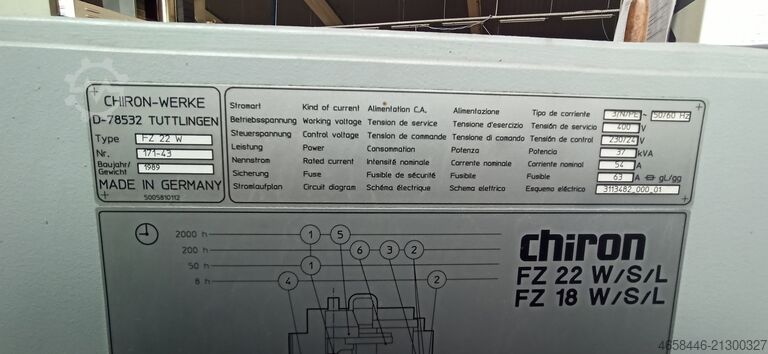 CHIRON-WERKE
D-78532 TUTTLINGEN
Type FZ 22 W
Nr. 171-43
Baujahr/
Gewicht 1989
MADE IN GERMANY
5005810112
Stromart Kind of current Alimentation C.A. Alimentazione Tipo de corriente 3/N/PE ~ 50/60 Hz
Betriebsspannung Working voltage Tension de service Tensione d'esercizio Tensión de servicio 400 V
Steuerspannung Control voltage Tension de commande Tensione di comando Tensión de control 230/24 V
Leistung Power Consommation Potenza Potencia 37 kVA
Nennstrom Rated current Intensité nominale Corrente nominale Corriente nominal 54 A
Sicherung Fuse Fusible de sécurité Fusibile Fusible 63 A gL/gg
Stromlaufplan Circuit diagram Schéma électrique Schema elettrico Esquema eléctrico 3113482_000_01
2000 h 1 5
200 h 6 3 2
50 h 1
8 h 4 2
chiron
FZ 22 W/S/L
FZ 18 W/S/L
4658446-21300327